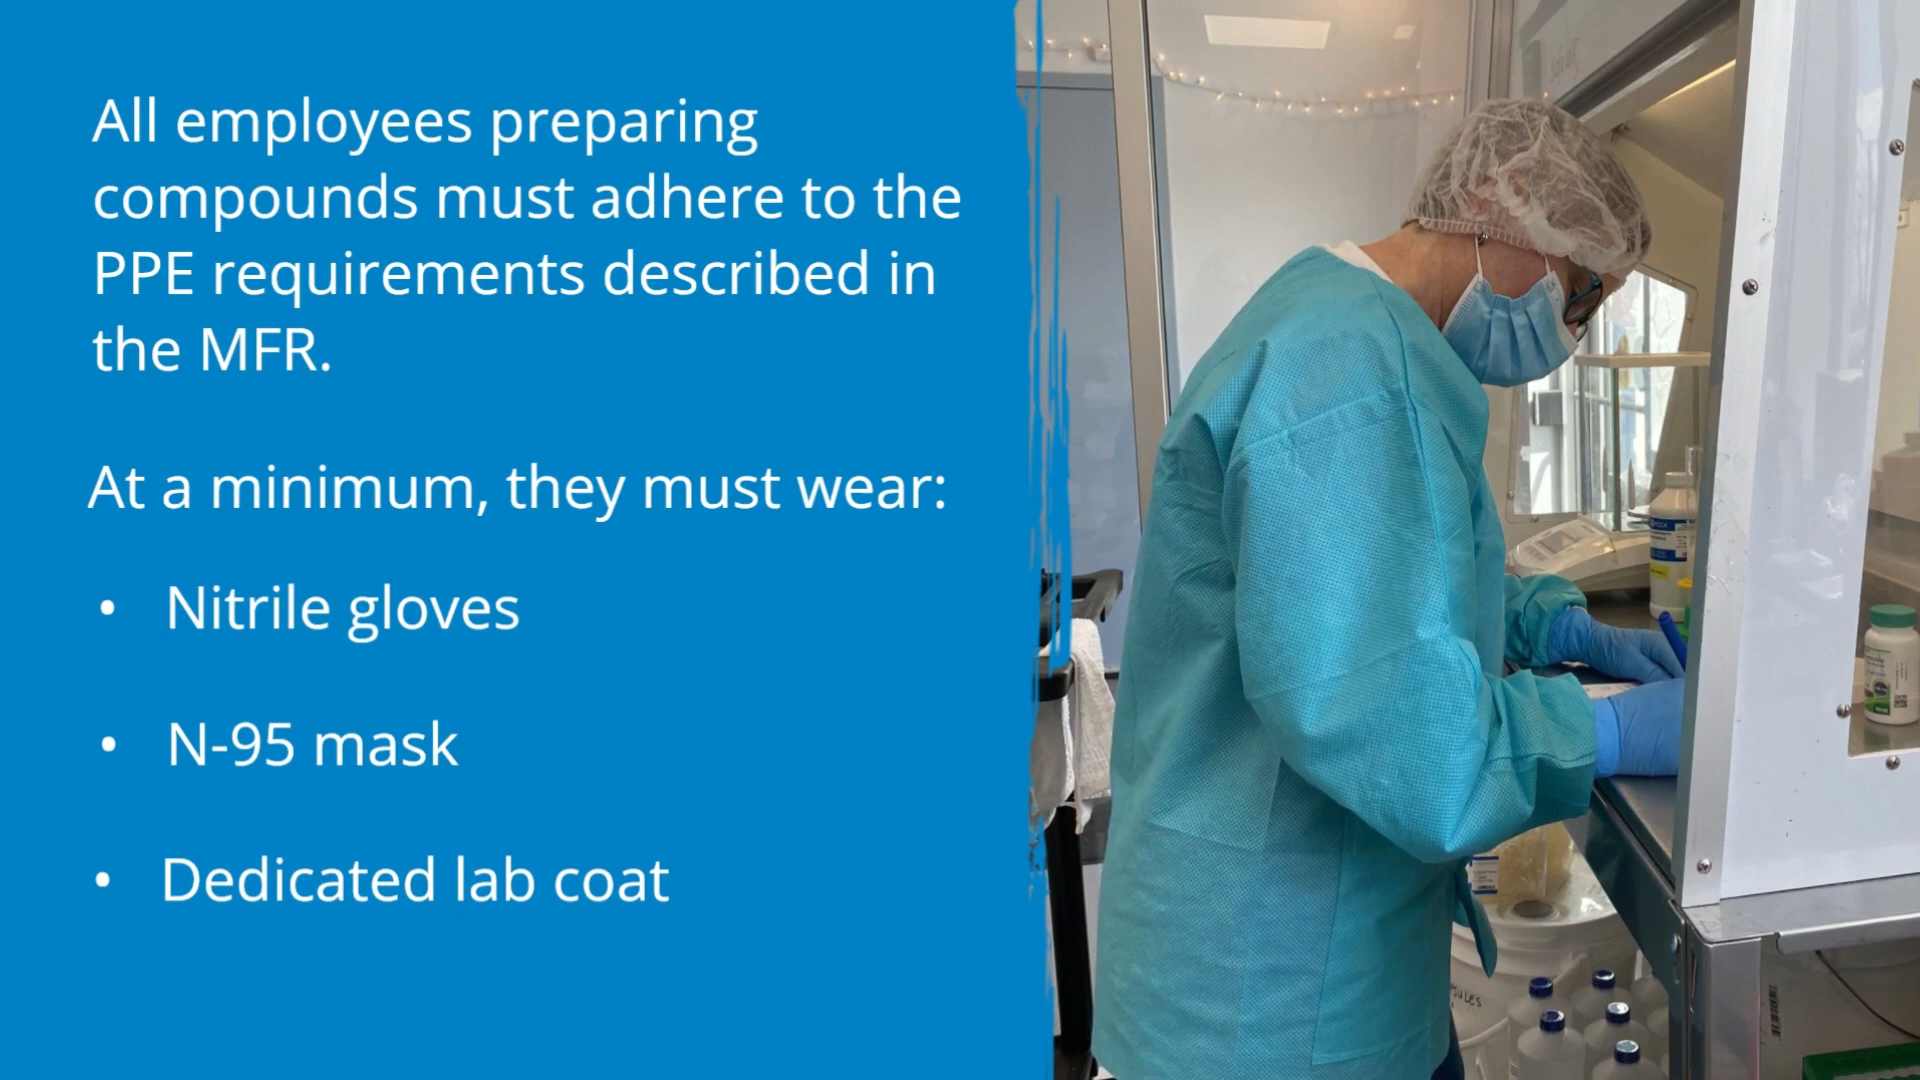 All employees preparing
compounds must adhere to the
PPE requirements described in
the MFR.
At a minimum, they must wear:
• Nitrile gloves
• N-95 mask
• Dedicated lab coat